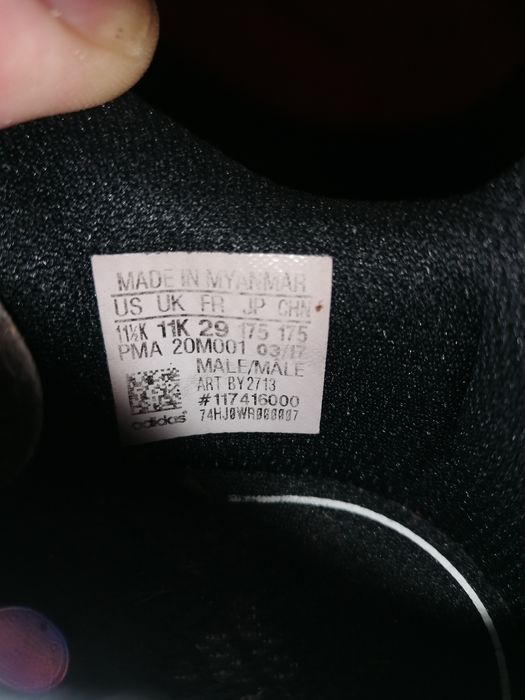 MADE IN MYANMAR
US UK FR JP CHN
11½K 11K 29 175 175
PMA 20M001 03/17
MALE/MALE
ART BY2713
#117416000
adidas